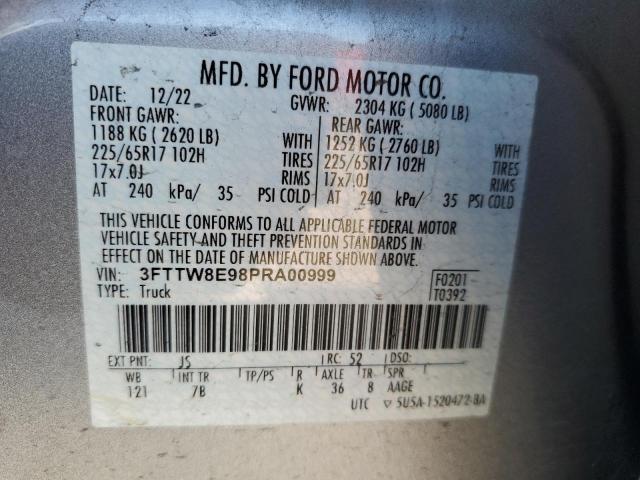 MFD. BY FORD MOTOR CO.
DATE: 12/22 GVWR: 2304 KG ( 5080 LB)
FRONT GAWR: REAR GAWR:
1188 KG ( 2620 LB) WITH 1252 KG ( 2760 LB) WITH
225/65R17 102H TIRES 225/65R17 102H TIRES
17x7.0J RIMS 17x7.0J RIMS
AT 240 kPa/ 35 PSI COLD AT 240 kPa/ 35 PSI COLD
THIS VEHICLE CONFORMS TO ALL APPLICABLE FEDERAL MOTOR
VEHICLE SAFETY AND THEFT PREVENTION STANDARDS IN
EFFECT ON THE DATE OF MANUFACTURE SHOWN ABOVE.
VIN: 3FTTW8E98PRA00999 F0201
TYPE: Truck T0392
EXT PNT: JS RC: 52 DSO:
WB INT TR TP/PS R AXLE TR SPR
121 7B K 36 8 AAGE
UTC ▽ 5U5A-1520472-BA